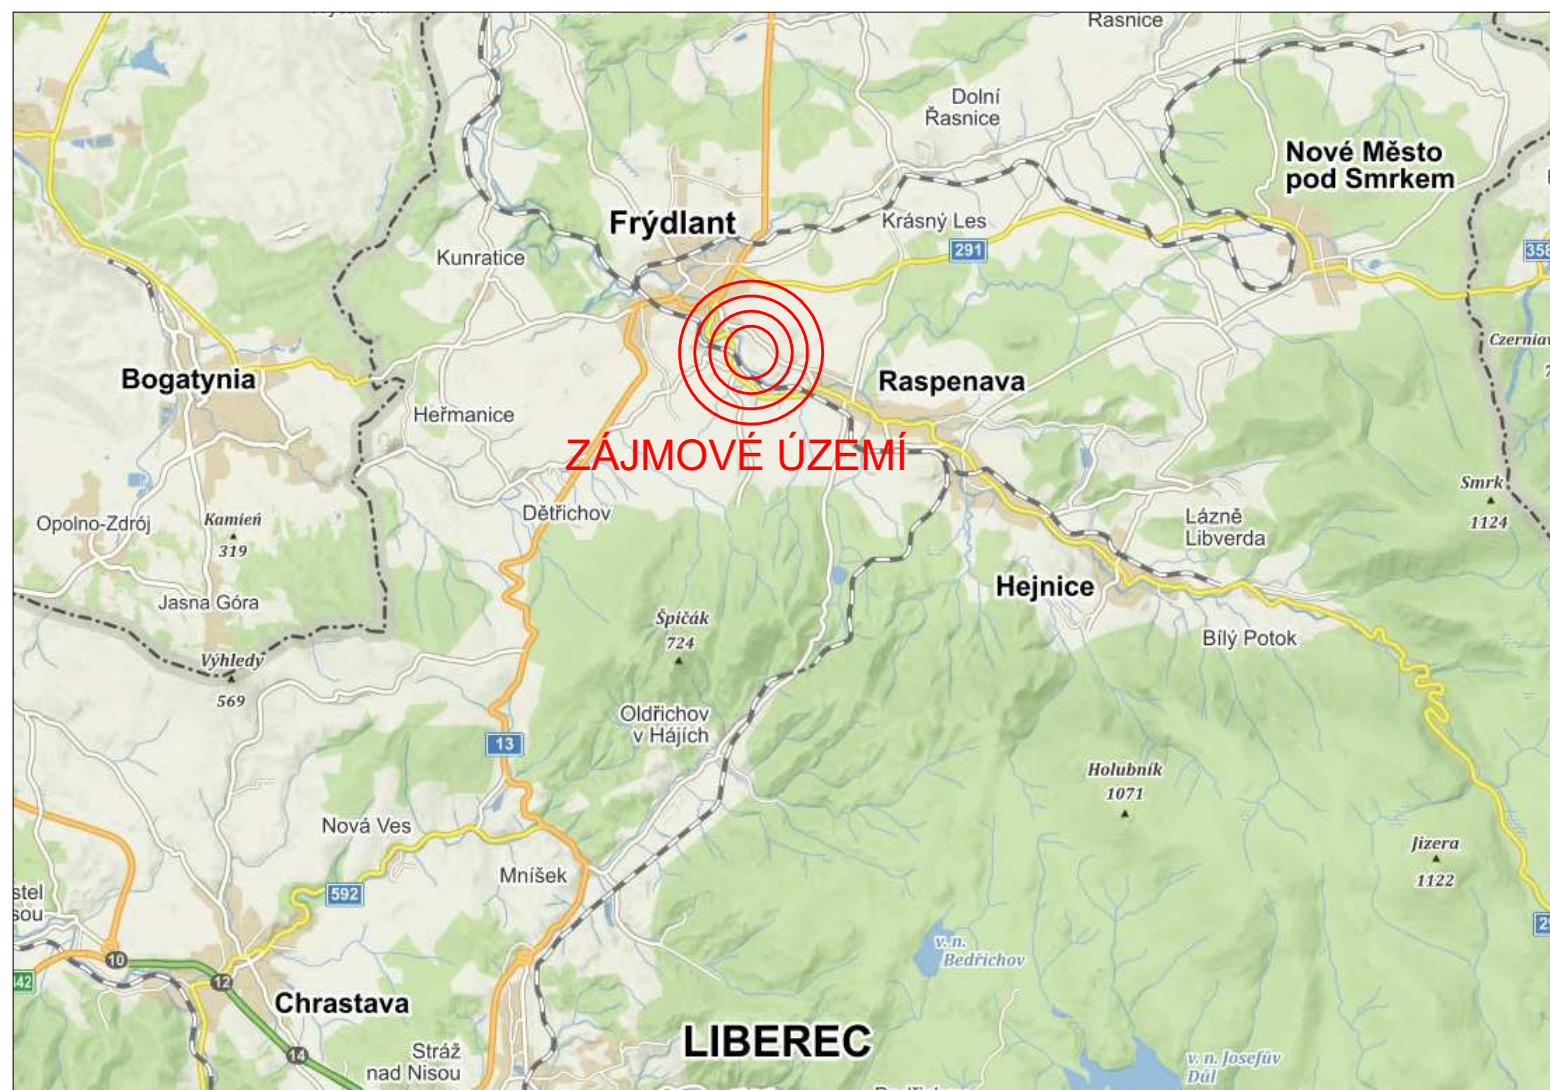 Rasnice
Dolní
Řasnice
Nové Město
pod Smrkem
Frýdlant
Krásný Les
291
Kunratice
358
Bogatynia
Raspenava
Heřmanice
ZÁJMOVÉ ÚZEMÍ
Smrk
1124
Opolno-Zdrój
Kamień
319
Dětřichov
Lázně
Libverda
Jasna Góra
Hejnice
Špičák
724
Bílý Potok
Výhledy
569
Oldřichov
v Hájích
13
Holubník
1071
Nová Ves
Jizera
1122
Mníšek
592
v. n.
Bedřichov
10
12
Chrastava
LIBEREC
14
Stráž
nad Nisou
v. n. Josefův
Důl